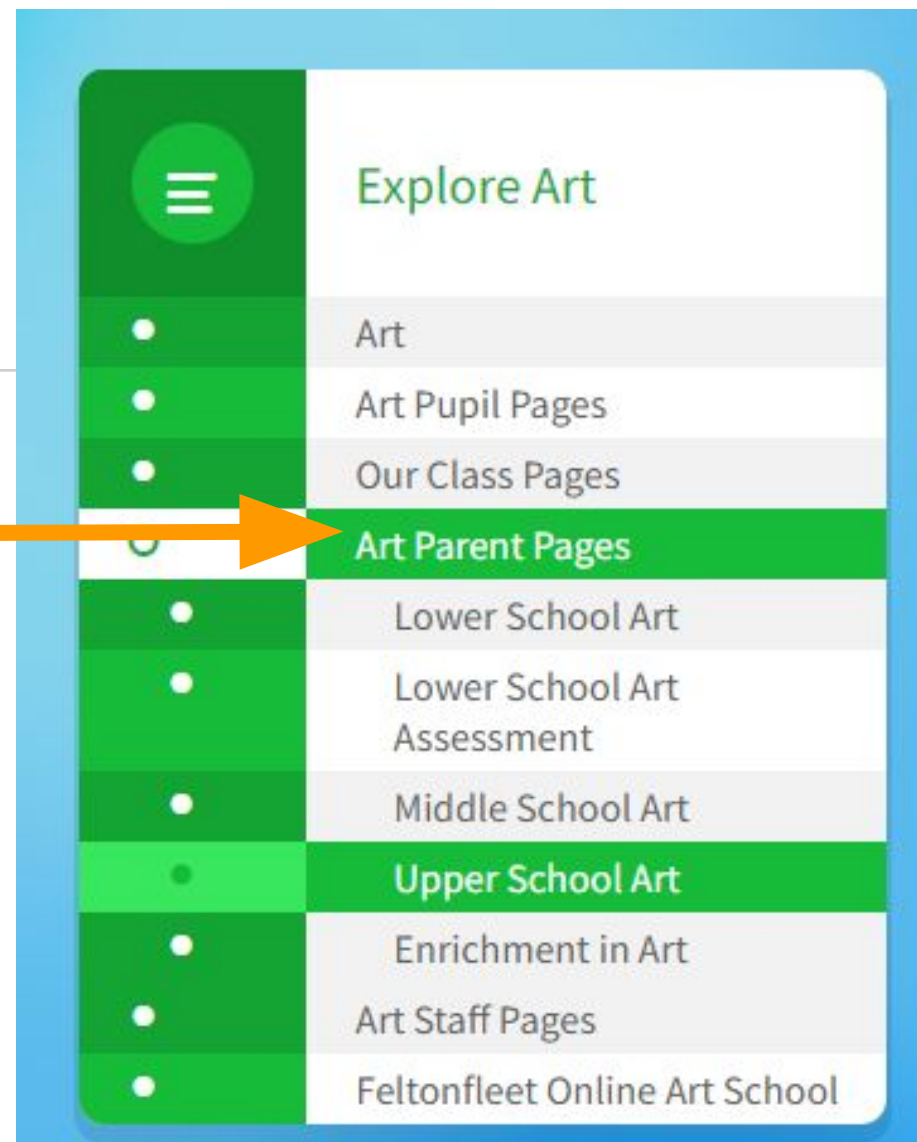 Explore Art
Art
Art Pupil Pages
Our Class Pages
Art Parent Pages
Lower School Art
Lower School Art
Assessment
Middle School Art
Upper School Art
Enrichment in Art
Art Staff Pages
Feltonfleet Online Art School